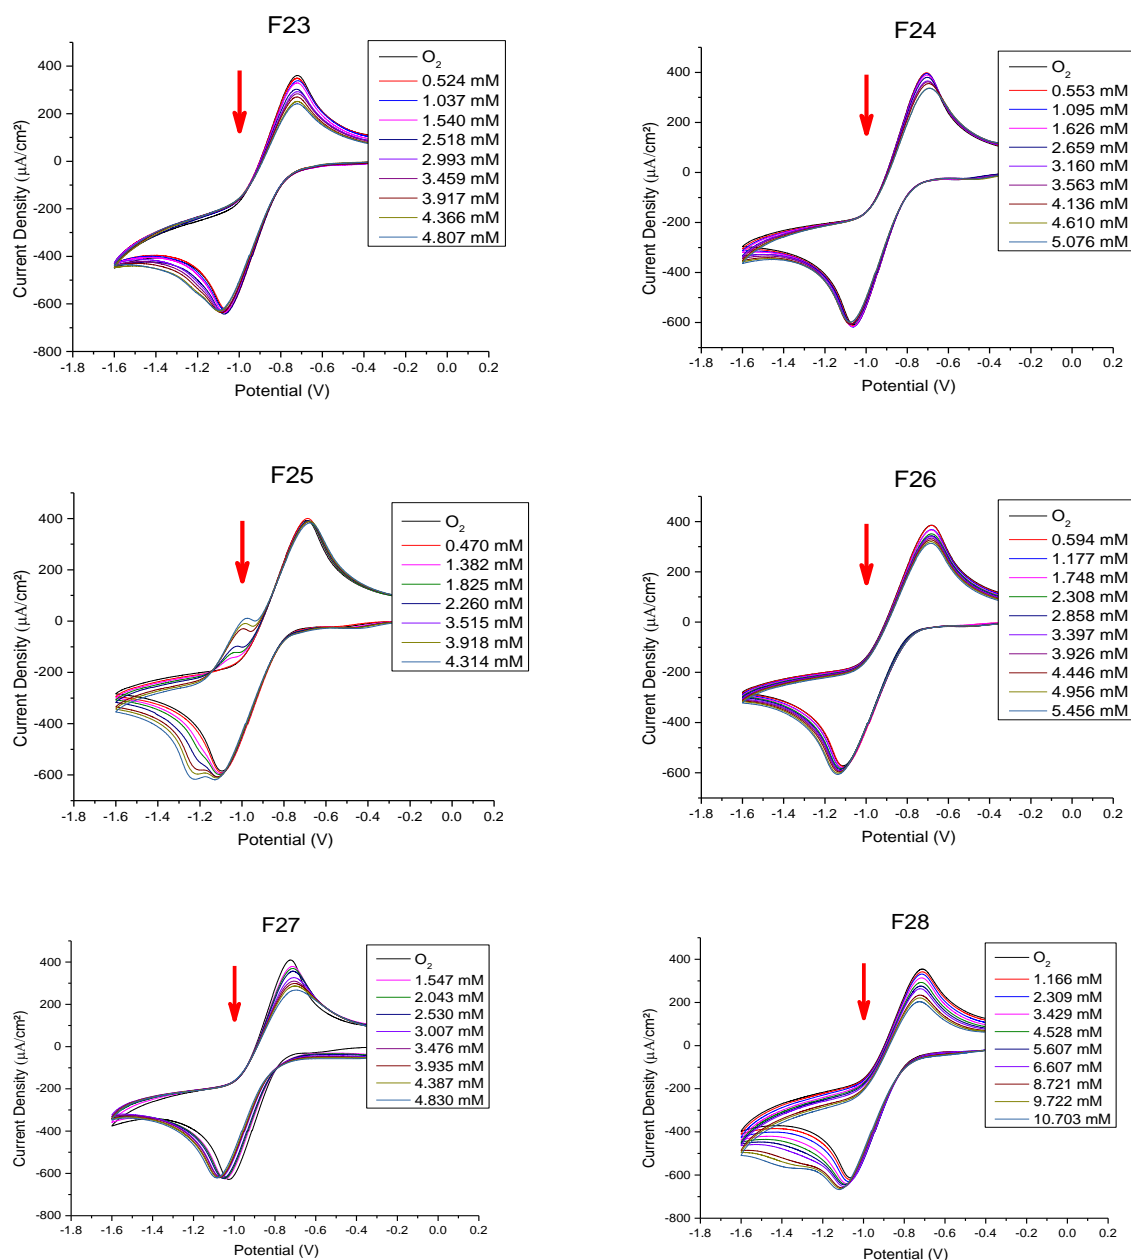 F23
Current Density (µA/cm²)
400
200
0
-200
-400
-600
-800
-1.8 -1.6 -1.4 -1.2 -1.0 -0.8 -0.6 -0.4 -0.2 0.0 0.2
Potential (V)
O₂
0.524 mM
1.037 mM
1.540 mM
2.518 mM
2.993 mM
3.459 mM
3.917 mM
4.366 mM
4.807 mM
F24
Current Density (µA/cm²)
400
200
0
-200
-400
-600
-1.8 -1.6 -1.4 -1.2 -1.0 -0.8 -0.6 -0.4 -0.2 0.0 0.2
Potential (V)
O₂
0.553 mM
1.095 mM
1.626 mM
2.659 mM
3.160 mM
3.563 mM
4.136 mM
4.610 mM
5.076 mM
F25
Current Density (µA/cm²)
400
200
0
-200
-400
-600
-1.8 -1.6 -1.4 -1.2 -1.0 -0.8 -0.6 -0.4 -0.2 0.0 0.2
Potential (V)
O₂
0.470 mM
1.382 mM
1.825 mM
2.260 mM
3.515 mM
3.918 mM
4.314 mM
F26
Current Density (µA/cm²)
400
200
0
-200
-400
-600
-1.8 -1.6 -1.4 -1.2 -1.0 -0.8 -0.6 -0.4 -0.2 0.0 0.2
Potential (V)
O₂
0.594 mM
1.177 mM
1.748 mM
2.308 mM
2.858 mM
3.397 mM
3.926 mM
4.446 mM
4.956 mM
5.456 mM
F27
Current Density (µA/cm²)
400
200
0
-200
-400
-600
-800
-1.8 -1.6 -1.4 -1.2 -1.0 -0.8 -0.6 -0.4 -0.2 0.0 0.2
Potential (V)
O₂
1.547 mM
2.043 mM
2.530 mM
3.007 mM
3.476 mM
3.935 mM
4.387 mM
4.830 mM
F28
Current Density (µA/cm²)
400
200
0
-200
-400
-600
-800
-1.8 -1.6 -1.4 -1.2 -1.0 -0.8 -0.6 -0.4 -0.2 0.0 0.2
Potential (V)
O₂
1.166 mM
2.309 mM
3.429 mM
4.528 mM
5.607 mM
6.607 mM
8.721 mM
9.722 mM
10.703 mM